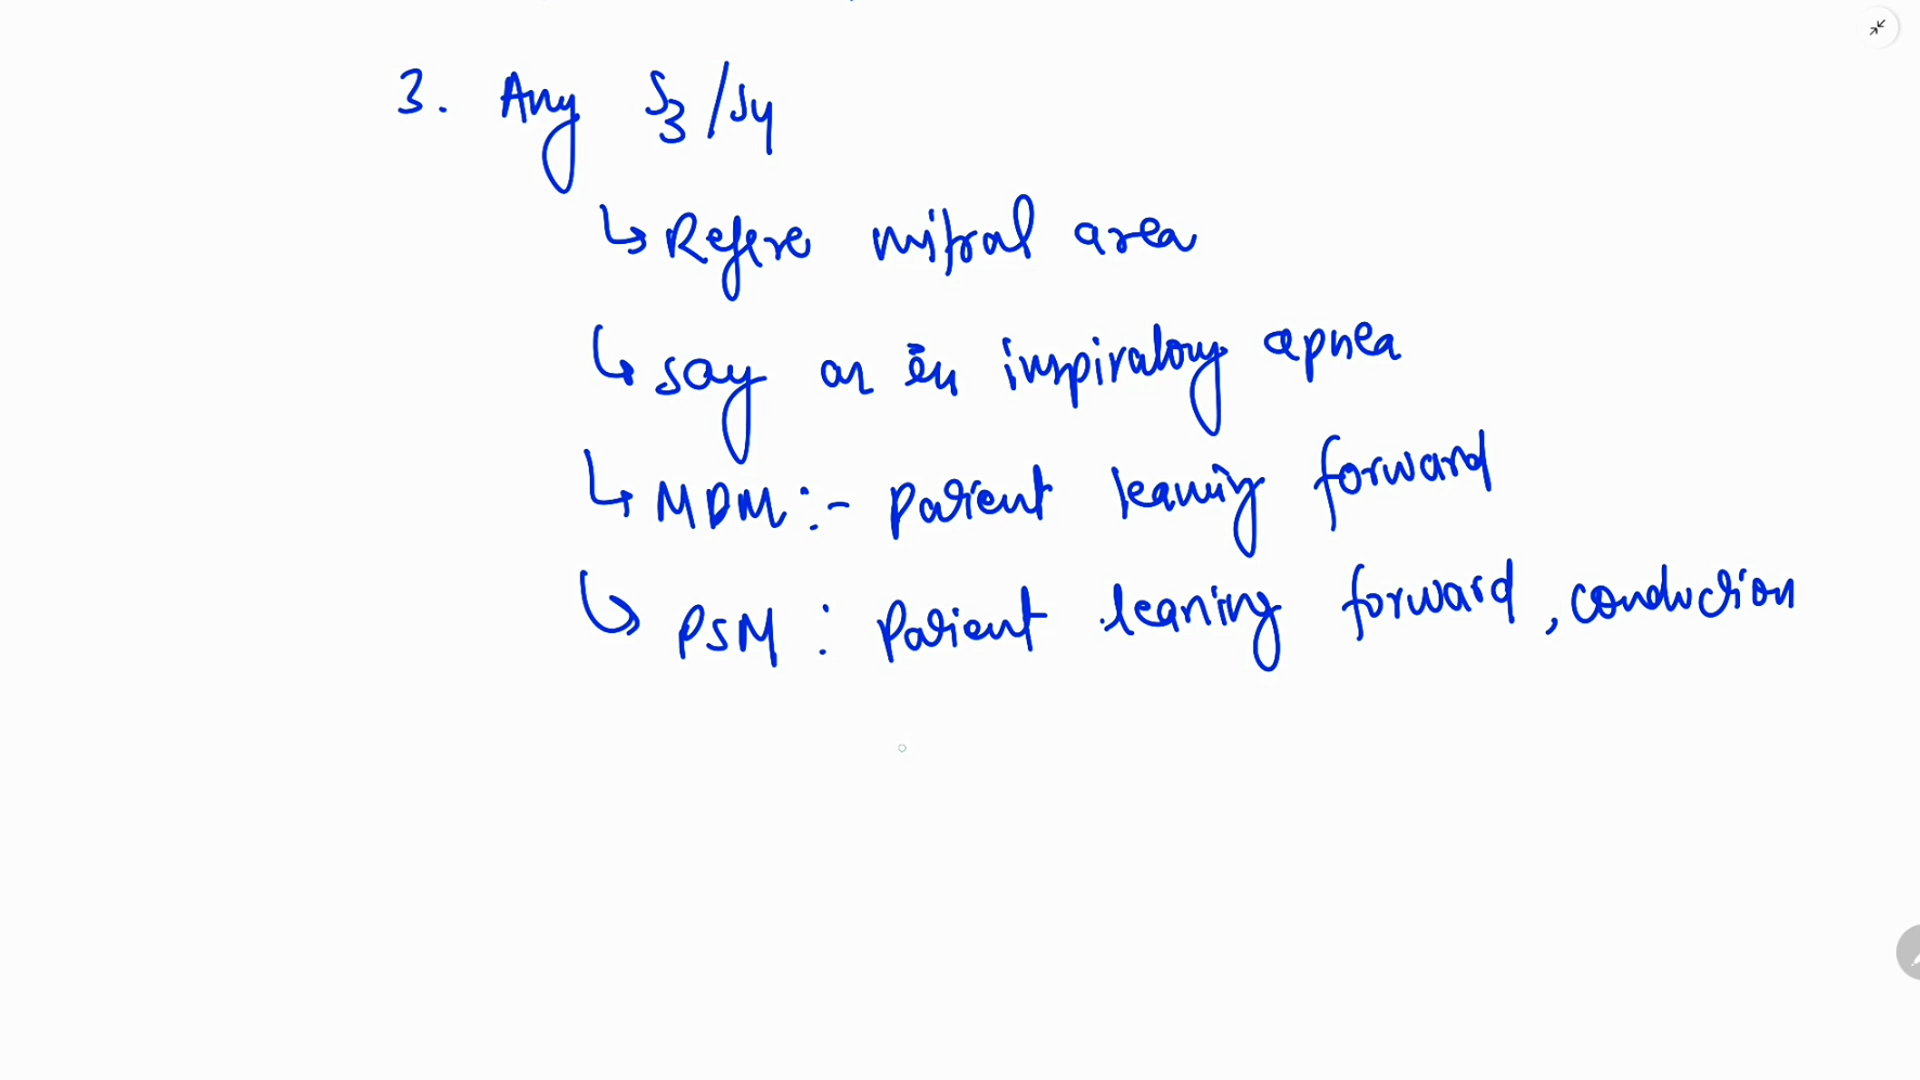 3. Any S3/S4
↳ Refere mitral area
↳ say as in inspiratory apnea
↳ MDM :- Patient leaning forward
↳ PSM : Patient leaning forward, conduction